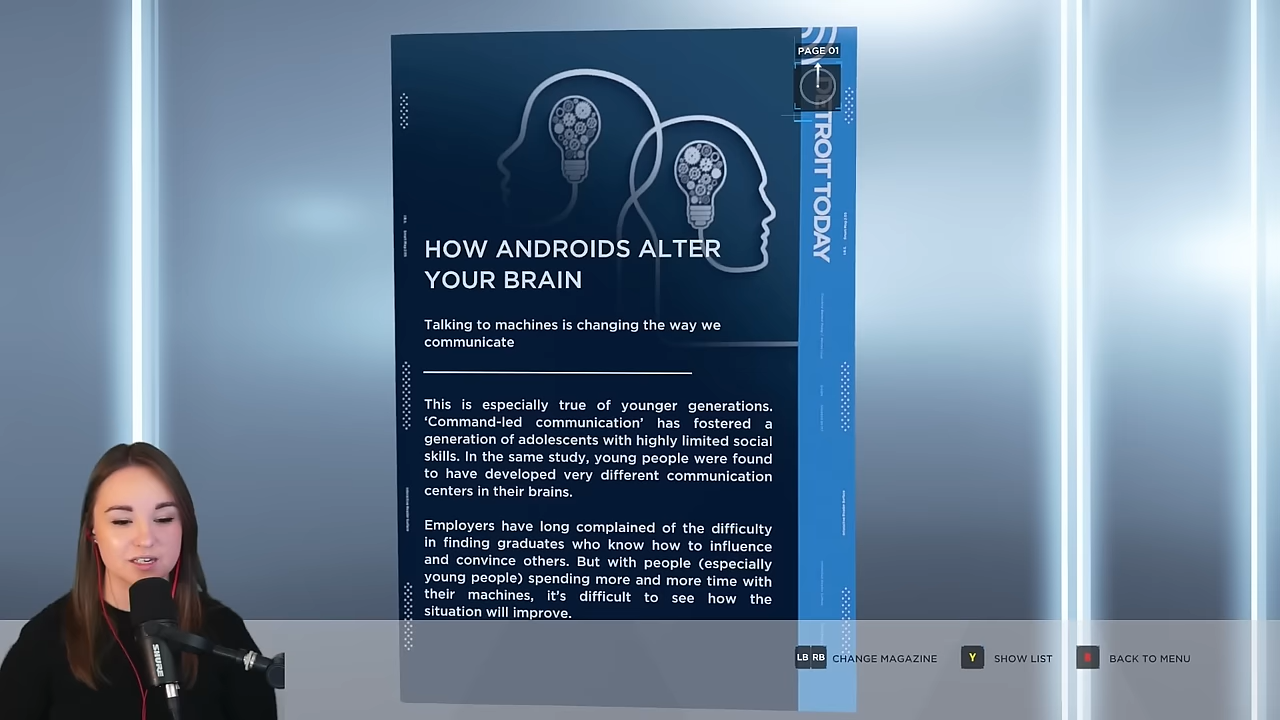 PAGE 01
DETROIT TODAY
HOW ANDROIDS ALTER
YOUR BRAIN
Talking to machines is changing the way we
communicate
This is especially true of younger generations.
‘Command-led communication’ has fostered a
generation of adolescents with highly limited social
skills. In the same study, young people were found
to have developed very different communication
centers in their brains.
Employers have long complained of the difficulty
in finding graduates who know how to influence
and convince others. But with people (especially
young people) spending more and more time with
their machines, it’s difficult to see how the
situation will improve.
LB RB CHANGE MAGAZINE
Y SHOW LIST
BACK TO MENU
SHURE